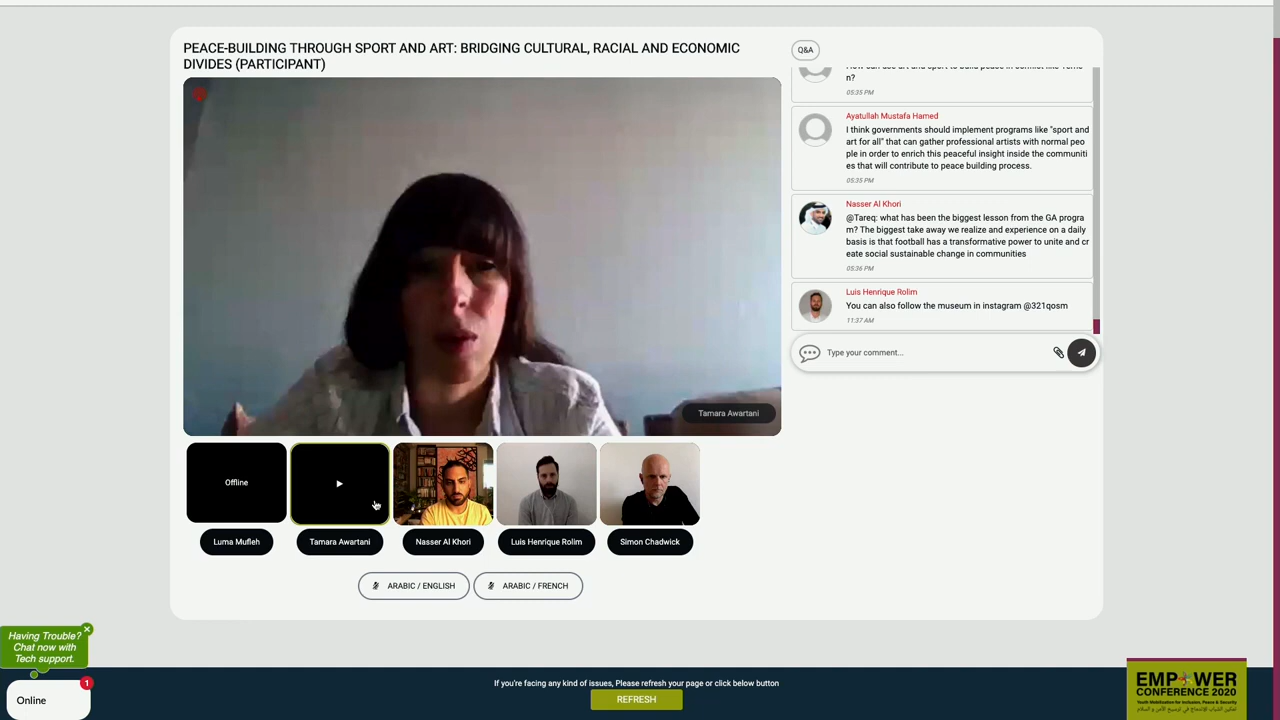 PEACE-BUILDING THROUGH SPORT AND ART: BRIDGING CULTURAL, RACIAL AND ECONOMIC
DIVIDES (PARTICIPANT)
Tamara Awartani
Offline
Luma Mufleh
Tamara Awartani
Nasser Al Khori
Luis Henrique Rolim
Simon Chadwick
ARABIC / ENGLISH
ARABIC / FRENCH
Q&A
n?
05:35 PM
Ayatullah Mustafa Hamed
I think governments should implement programs like "sport and
art for all" that can gather professional artists with normal peo
ple in order to enrich this peaceful insight inside the communiti
es that will contribute to peace building process.
05:35 PM
Nasser Al Khori
@Tareq: what has been the biggest lesson from the GA progra
m? The biggest take away we realize and experience on a daily
basis is that football has a transformative power to unite and cr
eate social sustainable change in communities
05:36 PM
Luis Henrique Rolim
You can also follow the museum in instagram @321qosm
11:37 AM
Type your comment...
Having Trouble?
Chat now with
Tech support.
1
Online
If you're facing any kind of issues, Please refresh your page or click below button
REFRESH
EMPOWER
CONFERENCE 2020
Youth Mobilisation for Inclusion, Peace & Security